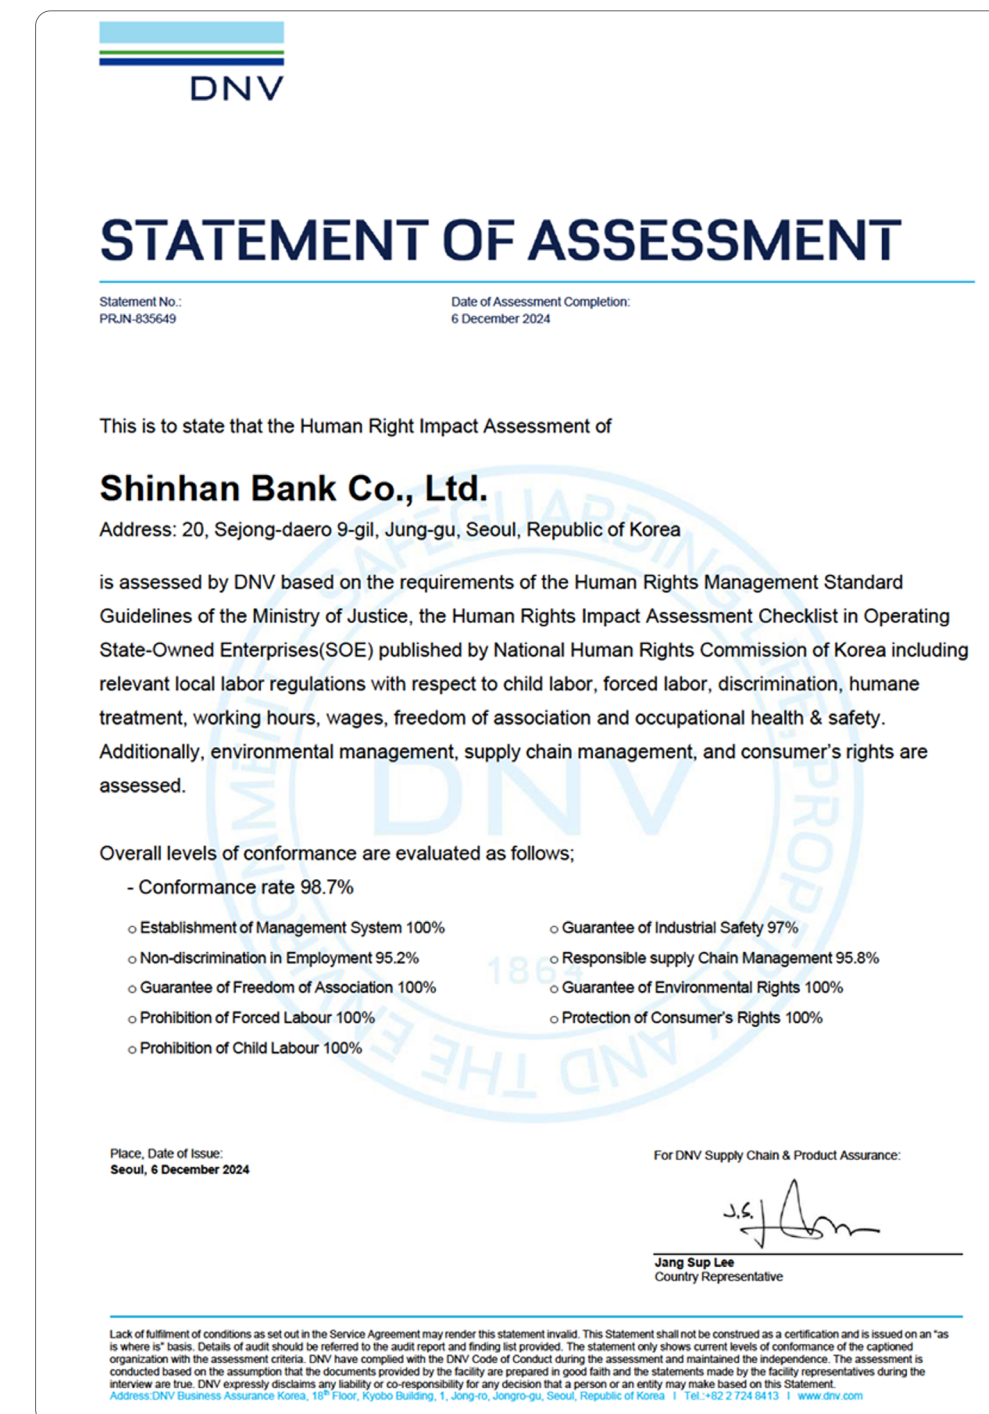 DNV
STATEMENT OF ASSESSMENT
Statement No.:
PRJN-835649
Date of Assessment Completion:
6 December 2024
This is to state that the Human Right Impact Assessment of
Shinhan Bank Co., Ltd.
Address: 20, Sejong-daero 9-gil, Jung-gu, Seoul, Republic of Korea
is assessed by DNV based on the requirements of the Human Rights Management Standard
Guidelines of the Ministry of Justice, the Human Rights Impact Assessment Checklist in Operating
State-Owned Enterprises(SOE) published by National Human Rights Commission of Korea including
relevant local labor regulations with respect to child labor, forced labor, discrimination, humane
treatment, working hours, wages, freedom of association and occupational health & safety.
Additionally, environmental management, supply chain management, and consumer's rights are
assessed.
Overall levels of conformance are evaluated as follows;
- Conformance rate 98.7%
o Establishment of Management System 100%
o Non-discrimination in Employment 95.2%
o Guarantee of Freedom of Association 100%
o Prohibition of Forced Labour 100%
o Prohibition of Child Labour 100%
o Guarantee of Industrial Safety 97%
o Responsible supply Chain Management 95.8%
o Guarantee of Environmental Rights 100%
o Protection of Consumer's Rights 100%
SAFEGUARDING LIFE, PROPERTY AND THE ENVIRONMENT
DNV
1864
Place, Date of Issue:
Seoul, 6 December 2024
For DNV Supply Chain & Product Assurance:
J.S.
Jang Sup Lee
Country Representative
Lack of fulfilment of conditions as set out in the Service Agreement may render this statement invalid. This Statement shall not be construed as a certification and is issued on an "as
is where is" basis. Details of audit should be referred to the audit report and finding list provided. The statement only shows current levels of conformance of the captioned
organization with the assessment criteria. DNV have complied with the DNV Code of Conduct during the assessment and maintained the independence. The assessment is
conducted based on the assumption that the documents provided by the facility are prepared in good faith and the statements made by the facility representatives during the
interview are true. DNV expressly disclaims any liability or co-responsibility for any decision that a person or an entity may make based on this Statement.
Address:DNV Business Assurance Korea, 18th Floor, Kyobo Building, 1, Jong-ro, Jongro-gu, Seoul, Republic of Korea I Tel.:+82 2 724 8413 I www.dnv.com